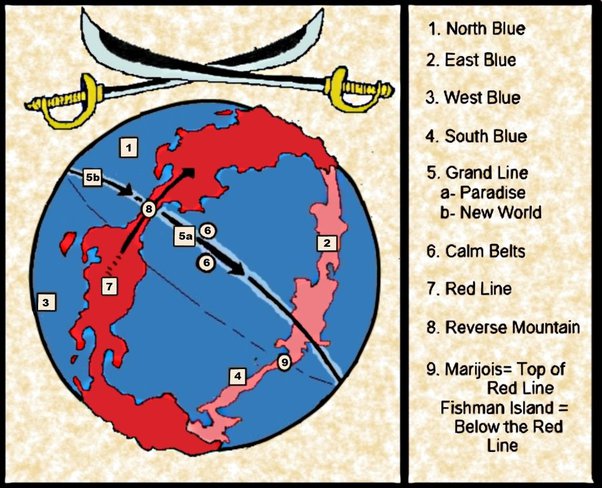 1
5b
8
6
5a
2
6
7
3
9
4
1. North Blue
2. East Blue
3. West Blue
4. South Blue
5. Grand Line
a- Paradise
b- New World
6. Calm Belts
7. Red Line
8. Reverse Mountain
9. Marijois= Top of
Red Line
Fishman Island =
Below the Red
Line